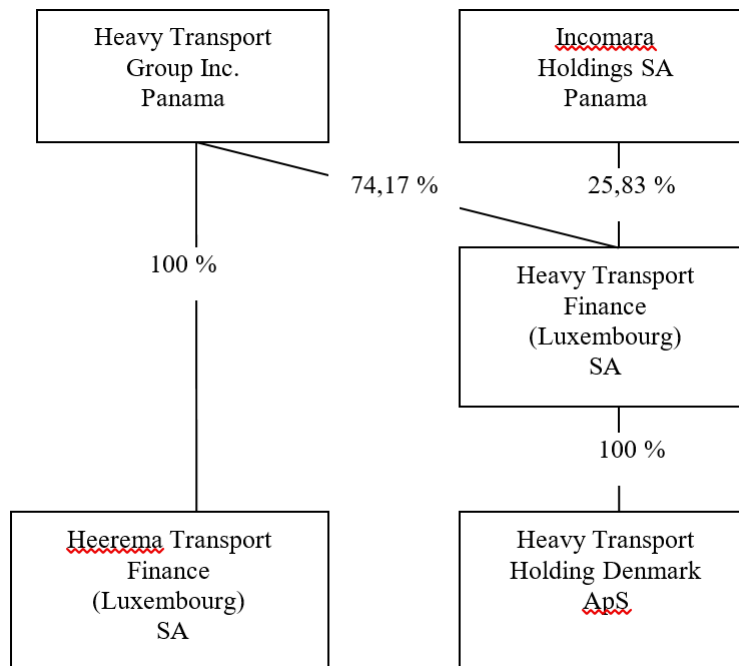 Heavy Transport
Group Inc.
Panama
Incomara
Holdings SA
Panama
74,17 %
25,83 %
100 %
Heavy Transport
Finance
(Luxembourg)
SA
100 %
Heerema Transport
Finance
(Luxembourg)
SA
Heavy Transport
Holding Denmark
ApS